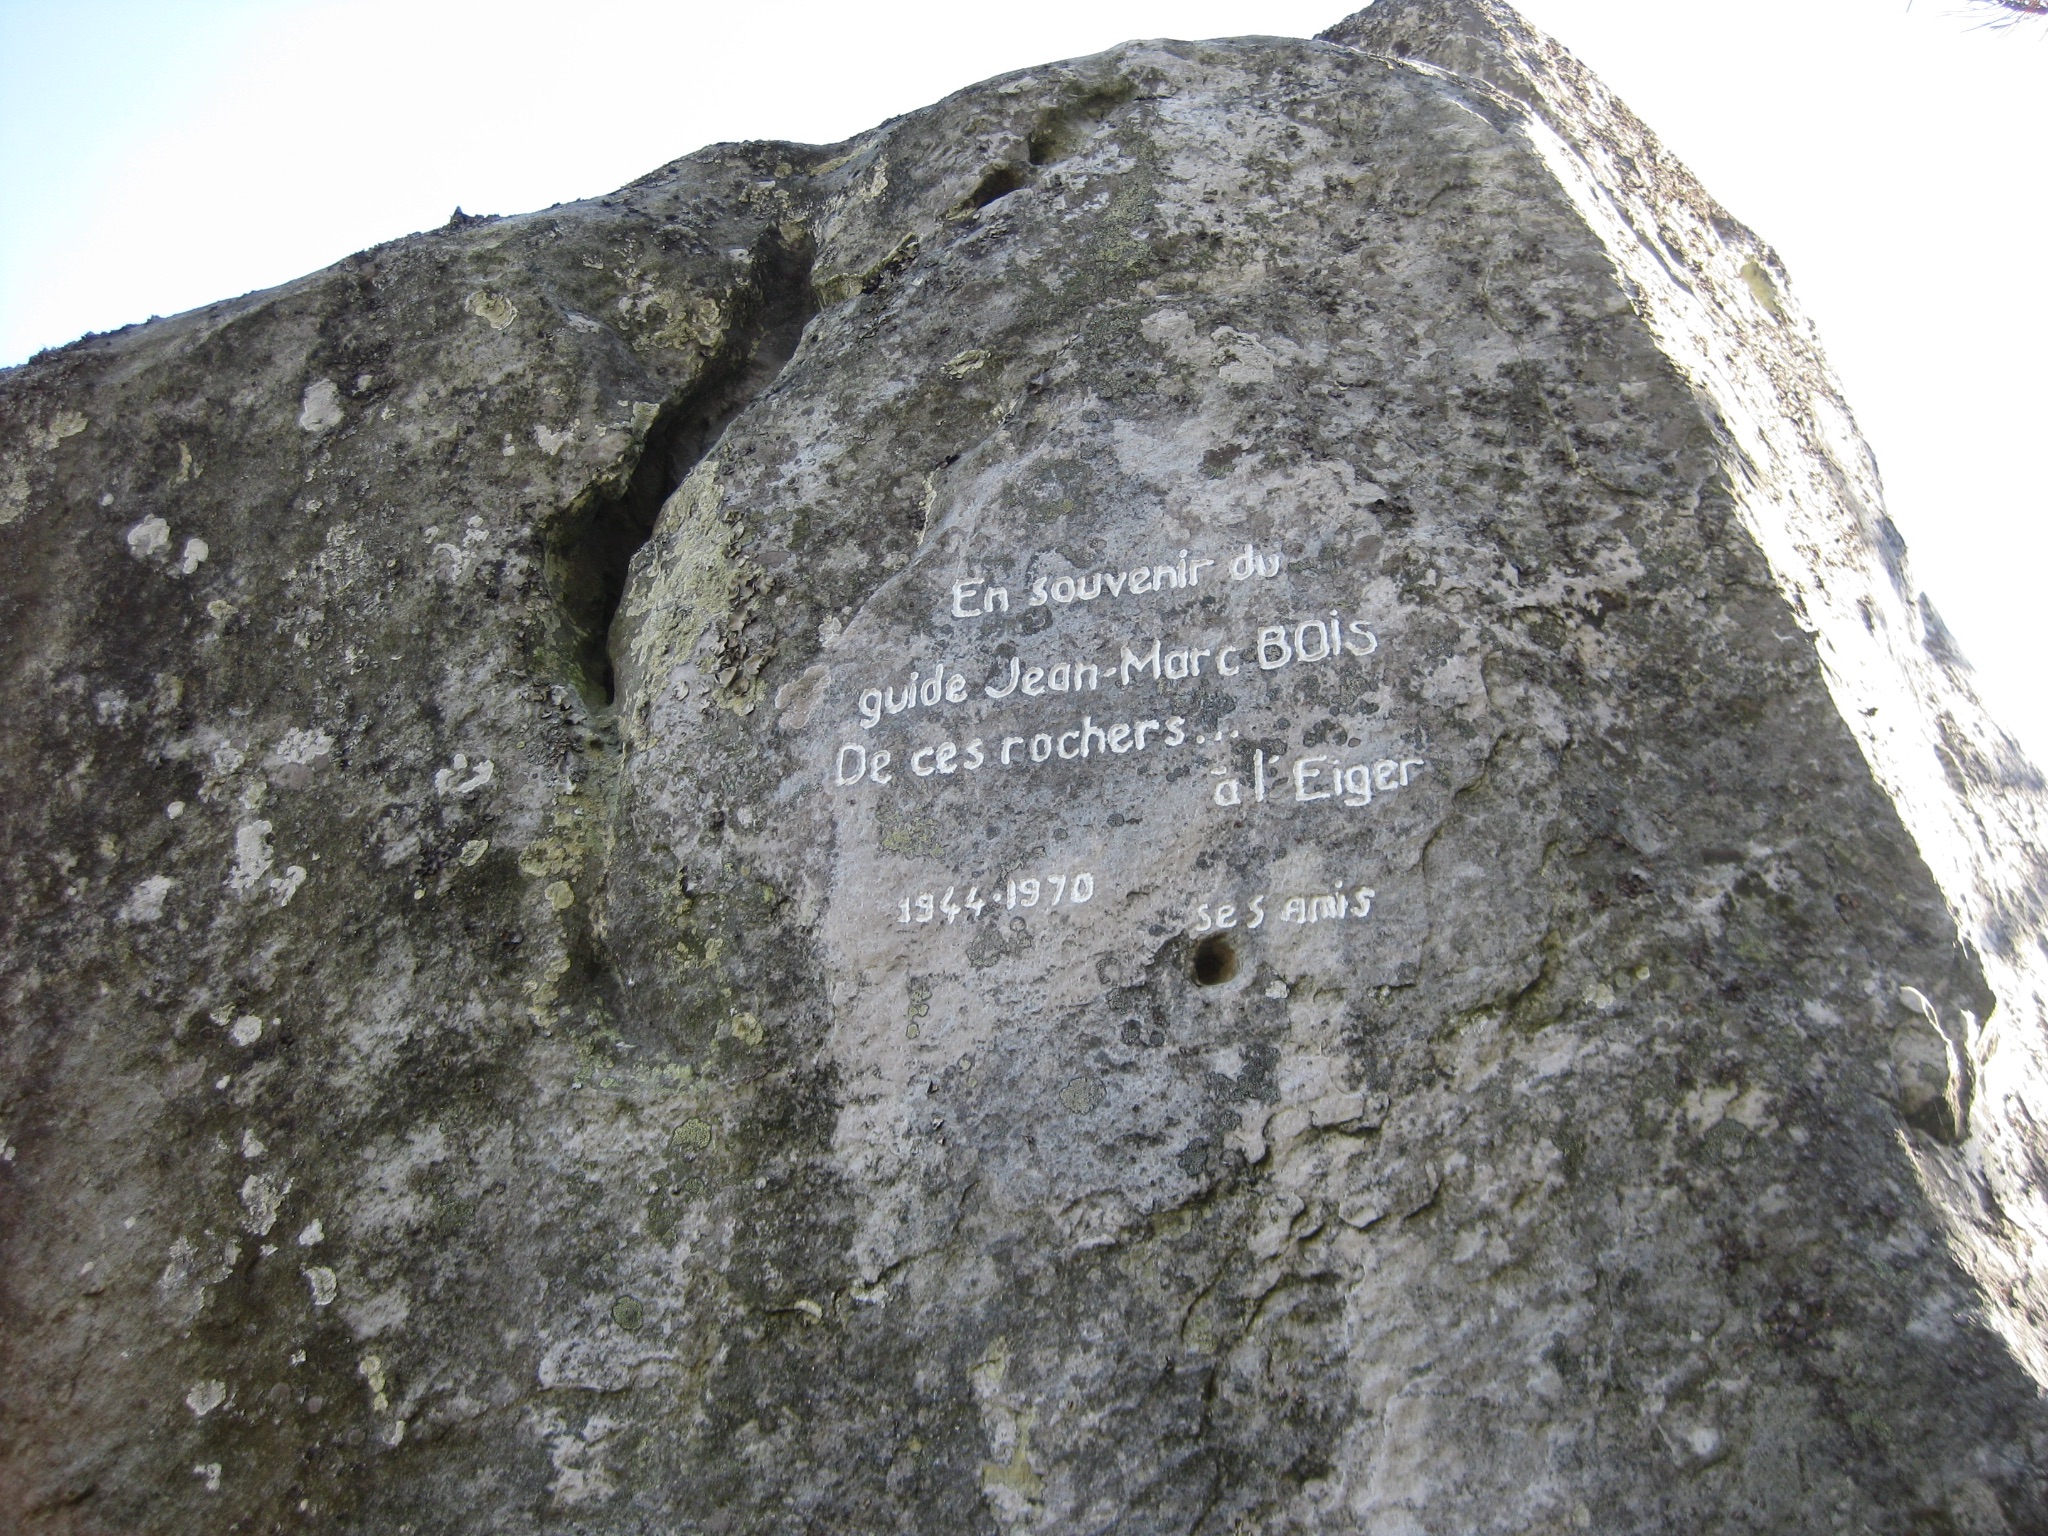 En souvenir du
guide Jean-Marc BOis
De ces rochers...
à l'Eiger
1944-1970 ses Amis